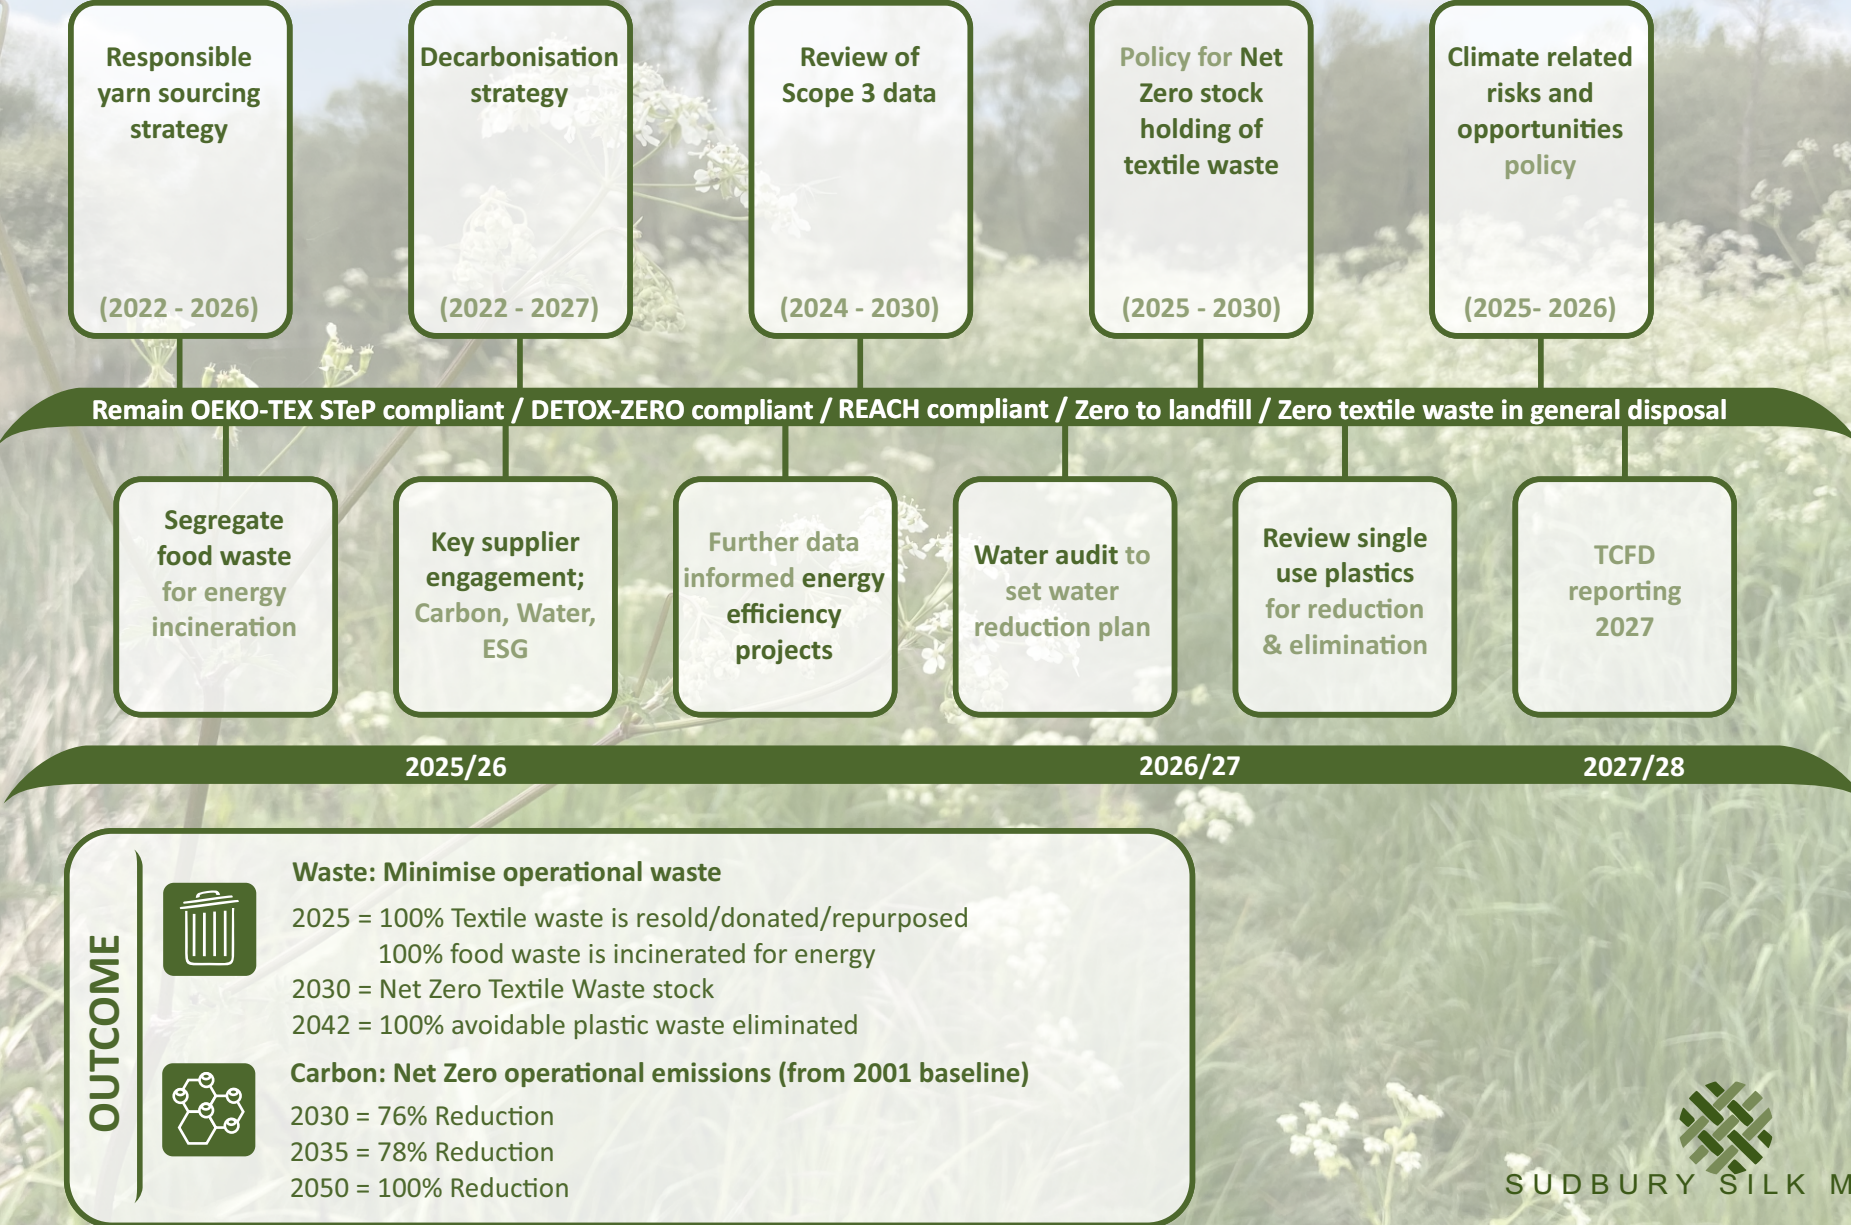 Responsible
yarn sourcing
strategy
(2022 - 2026)
Decarbonisation
strategy
(2022 - 2027)
Review of
Scope 3 data
(2024 - 2030)
Policy for Net
Zero stock
holding of
textile waste
(2025 - 2030)
Climate related
risks and
opportunities
policy
(2025- 2026)
Remain OEKO-TEX STeP compliant / DETOX-ZERO compliant / REACH compliant / Zero to landfill / Zero textile waste in general disposal
Segregate
food waste
for energy
incineration
Key supplier
engagement;
Carbon, Water,
ESG
Further data
informed energy
efficiency
projects
Water audit to
set water
reduction plan
Review single
use plastics
for reduction
& elimination
TCFD
reporting
2027
2025/26
2026/27
2027/28
OUTCOME
Waste: Minimise operational waste
2025 = 100% Textile waste is resold/donated/repurposed
100% food waste is incinerated for energy
2030 = Net Zero Textile Waste stock
2042 = 100% avoidable plastic waste eliminated
Carbon: Net Zero operational emissions (from 2001 baseline)
2030 = 76% Reduction
2035 = 78% Reduction
2050 = 100% Reduction
SUDBURY SILK M